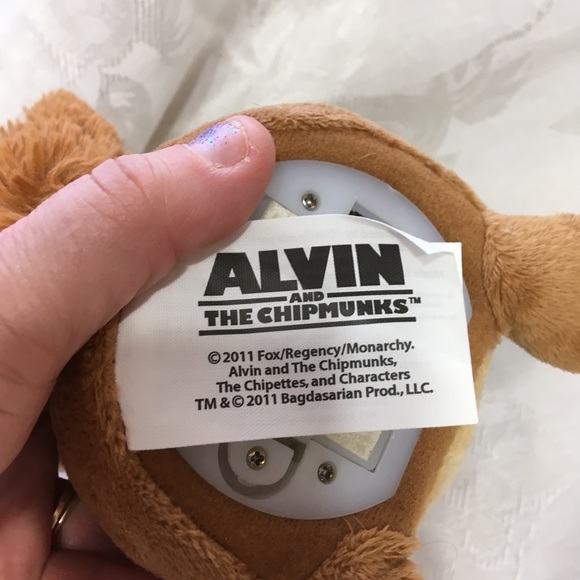 ALVIN
AND
THE CHIPMUNKS™
© 2011 Fox/Regency/Monarchy.
Alvin and The Chipmunks,
The Chipettes, and Characters
TM & © 2011 Bagdasarian Prod., LLC.